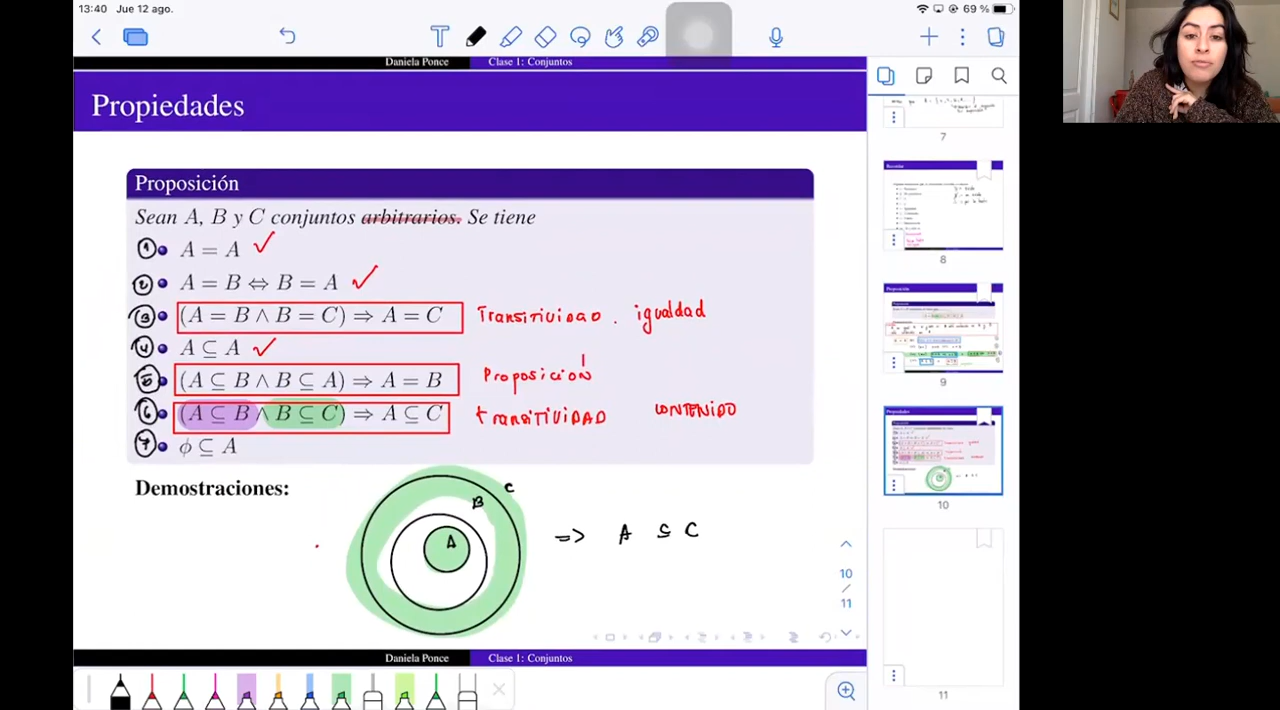 13:40 Jue 12 ago.
69 %
T
Daniela Ponce Clase 1: Conjuntos
Propiedades
Proposición
Sean A, B y C conjuntos arbitrarios. Se tiene
1 • A = A ✓
2 • A = B ⇔ B = A ✓
3 • (A = B ∧ B = C) ⇒ A = C Transitividad. igualdad
4 • A ⊆ A ✓
5 • (A ⊆ B ∧ B ⊆ A) ⇒ A = B Proposición
6 • (A ⊆ B ∧ B ⊆ C) ⇒ A ⊆ C transitividad CONTENIDO
7 • ϕ ⊆ A
Demostraciones:
C
B
A
=> A ⊆ C
Daniela Ponce Clase 1: Conjuntos
10
/
11
7
8
9
10
11